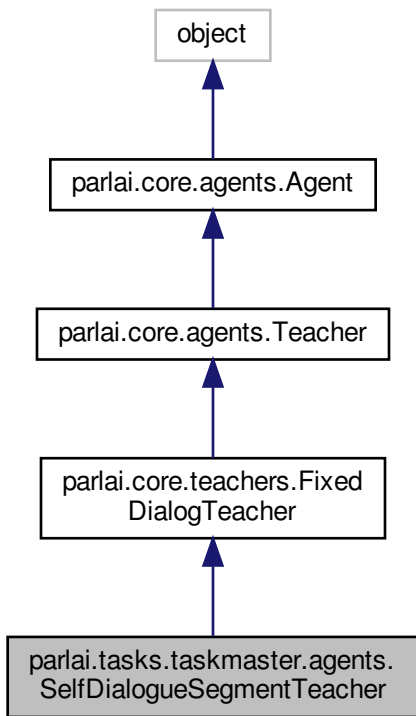 object
parlai.core.agents.Agent
parlai.core.agents.Teacher
parlai.core.teachers.Fixed
DialogTeacher
parlai.tasks.taskmaster.agents.
SelfDialogueSegmentTeacher